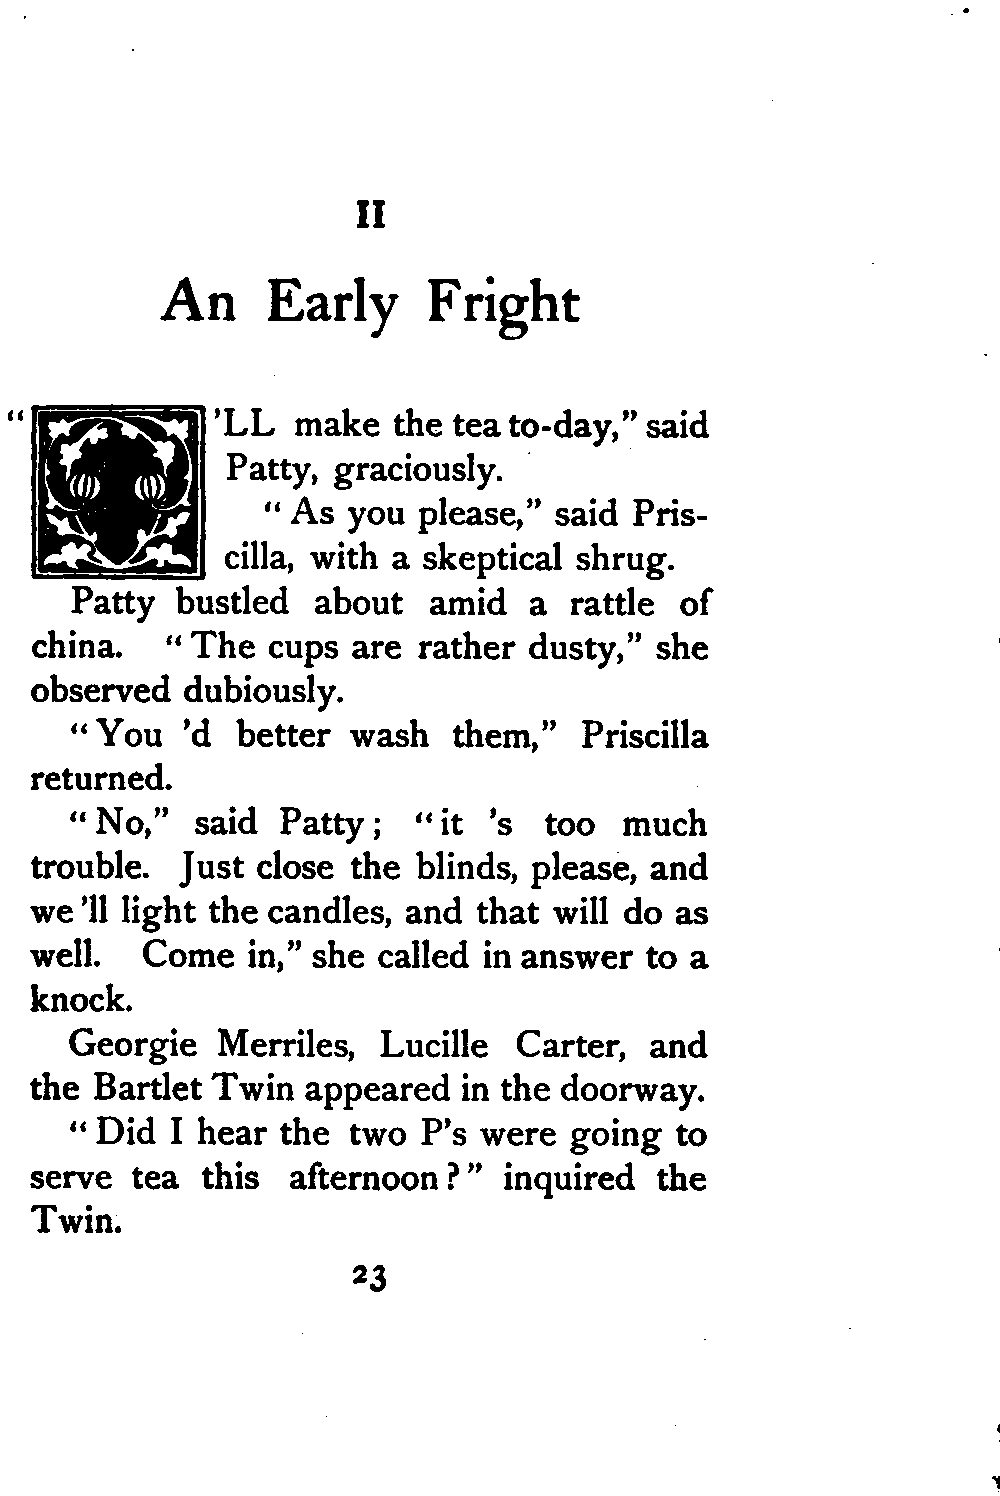 II
An Early Fright
“ 'LL make the tea to-day,” said
Patty, graciously.
“ As you please,” said Pris-
cilla, with a skeptical shrug.
Patty bustled about amid a rattle of
china. “ The cups are rather dusty,” she
observed dubiously.
“ You 'd better wash them,” Priscilla
returned.
“ No,” said Patty; “it 's too much
trouble. Just close the blinds, please, and
we 'll light the candles, and that will do as
well. Come in,” she called in answer to a
knock.
Georgie Merriles, Lucille Carter, and
the Bartlet Twin appeared in the doorway.
“ Did I hear the two P's were going to
serve tea this afternoon?” inquired the
Twin.
23